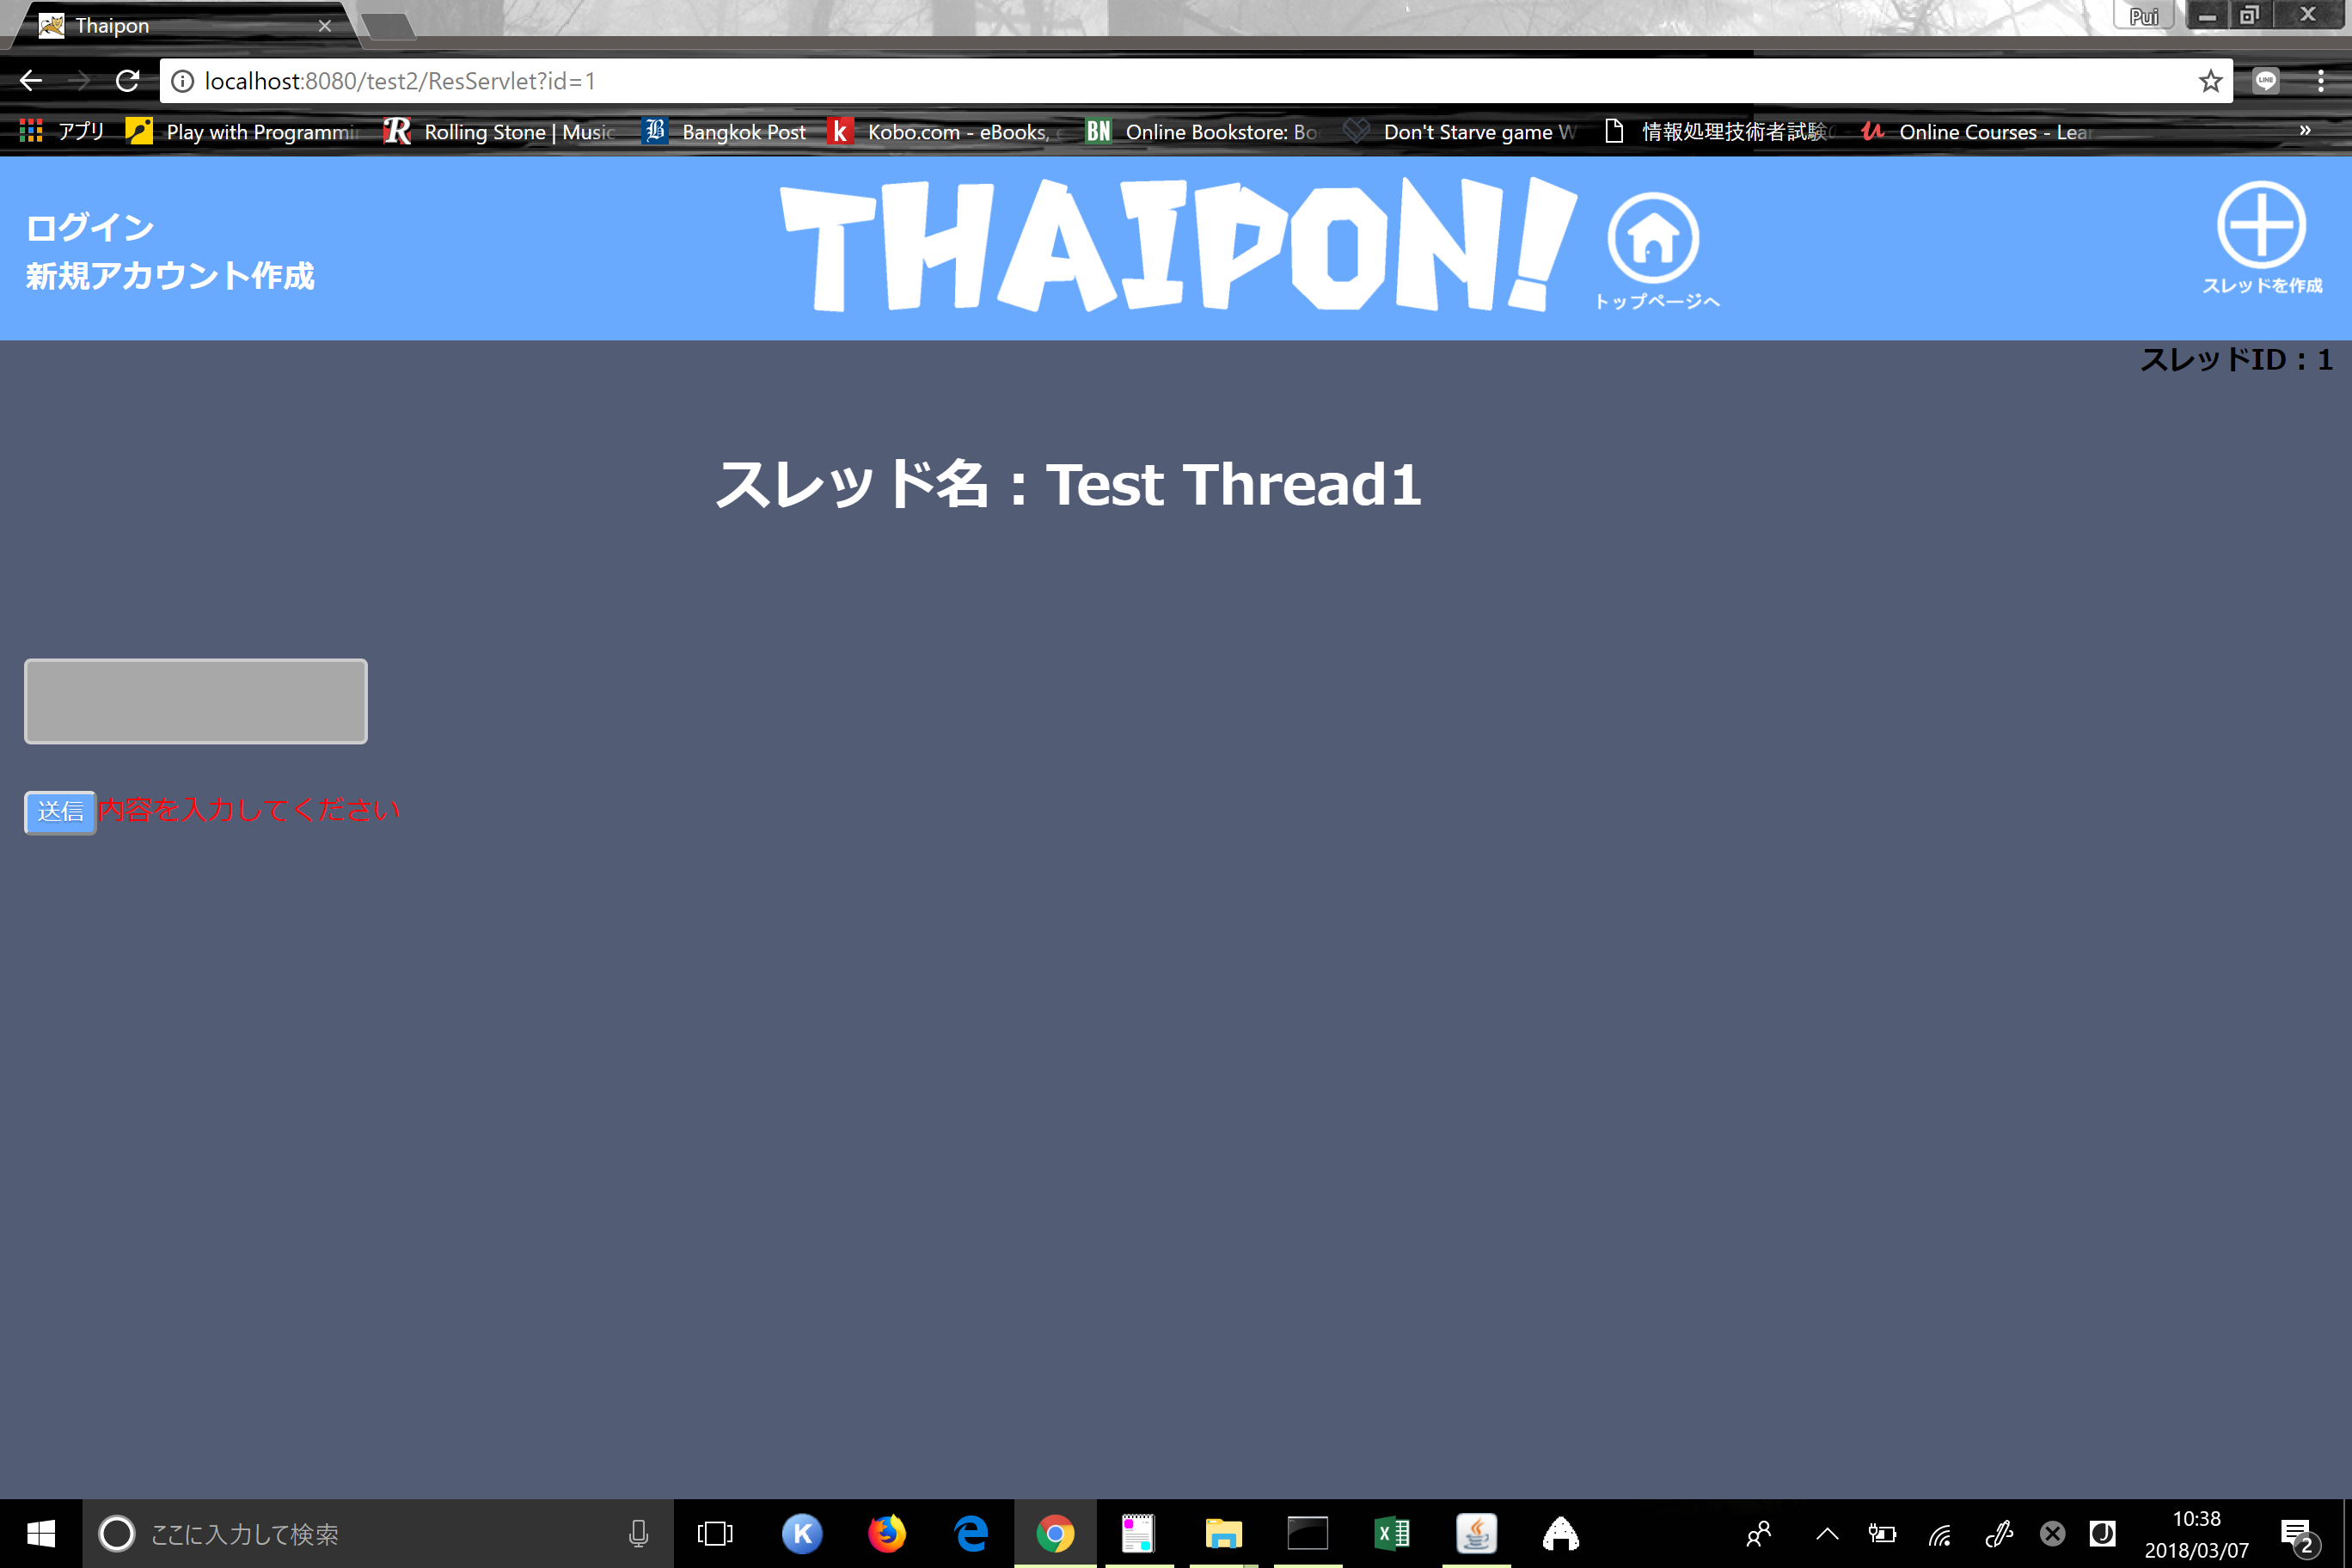 Thaipon
Pui
localhost:8080/test2/ResServlet?id=1
アプリ
Play with Programmi
Rolling Stone | Music
Bangkok Post
Kobo.com - eBooks,
Online Bookstore: Bo
Don't Starve game W
情報処理技術者試験
Online Courses - Lear
»
ログイン
新規アカウント作成
THAIPON!
トップページへ
スレッドを作成
スレッドID：1
スレッド名：Test Thread1
送信 内容を入力してください
ここに入力して検索
10:38
2018/03/07
2